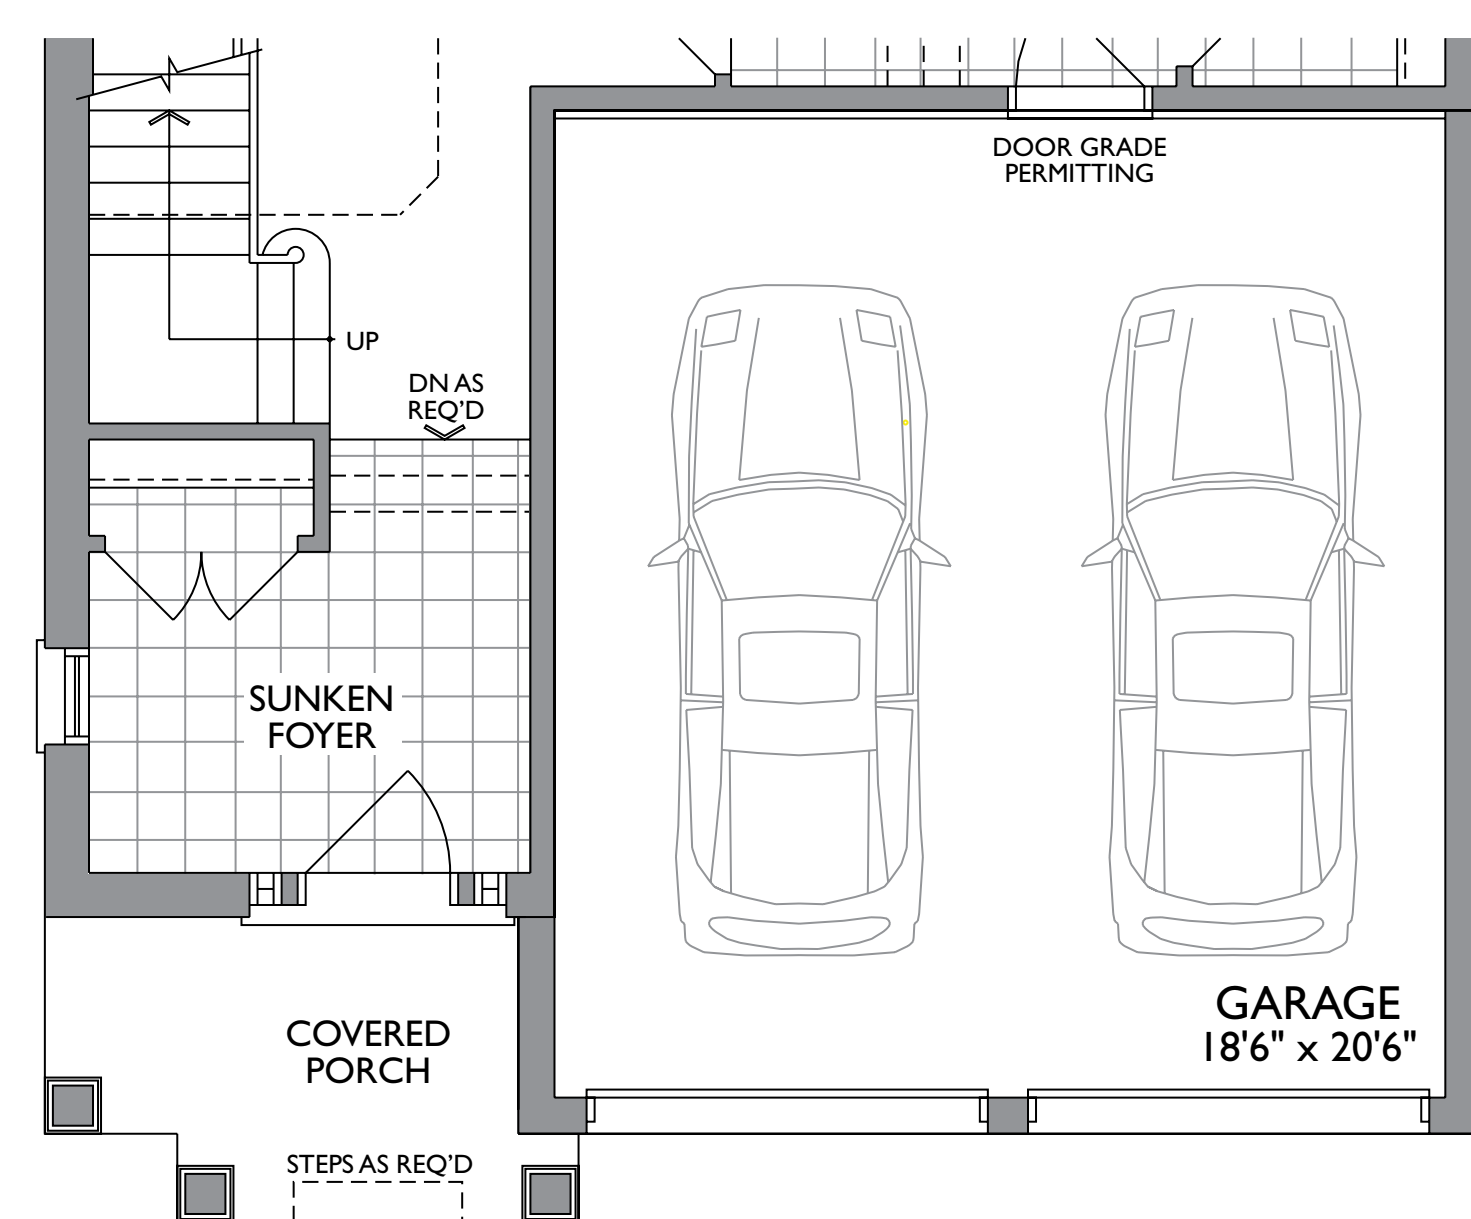 DOOR GRADE
PERMITTING
UP
DN AS
REQ’D
SUNKEN
FOYER
GARAGE
18'6" x 20'6"
COVERED
PORCH
STEPS AS REQ’D